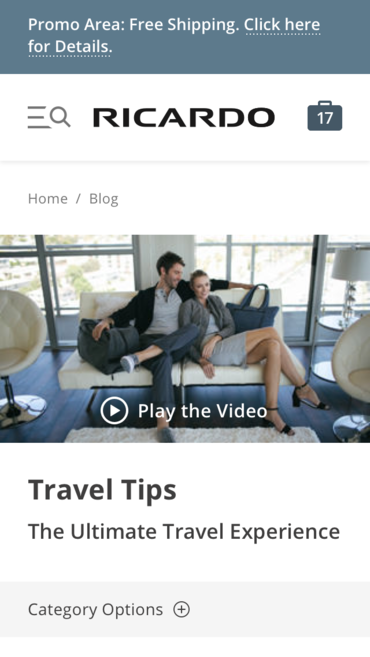 Promo Area: Free Shipping. Click here
for Details.
RICARDO
17
Home / Blog
Play the Video
Travel Tips
The Ultimate Travel Experience
Category Options